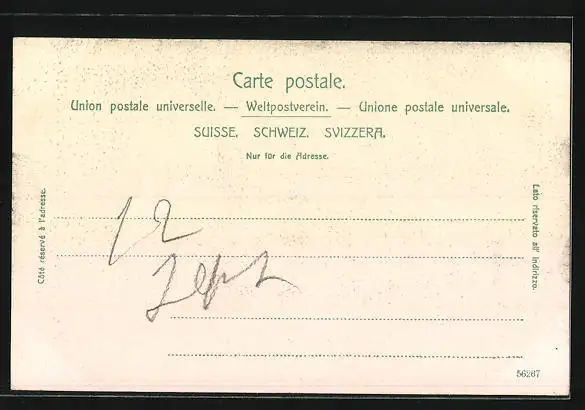 Carte postale.
Union postale universelle. — Weltpostverein. — Unione postale universale.
SUISSE. SCHWEIZ. SVIZZERA.
Nur für die Adresse.
Côté réservé à l'adresse.
Lato riservato all' indirizzo.
12
Sept
56267